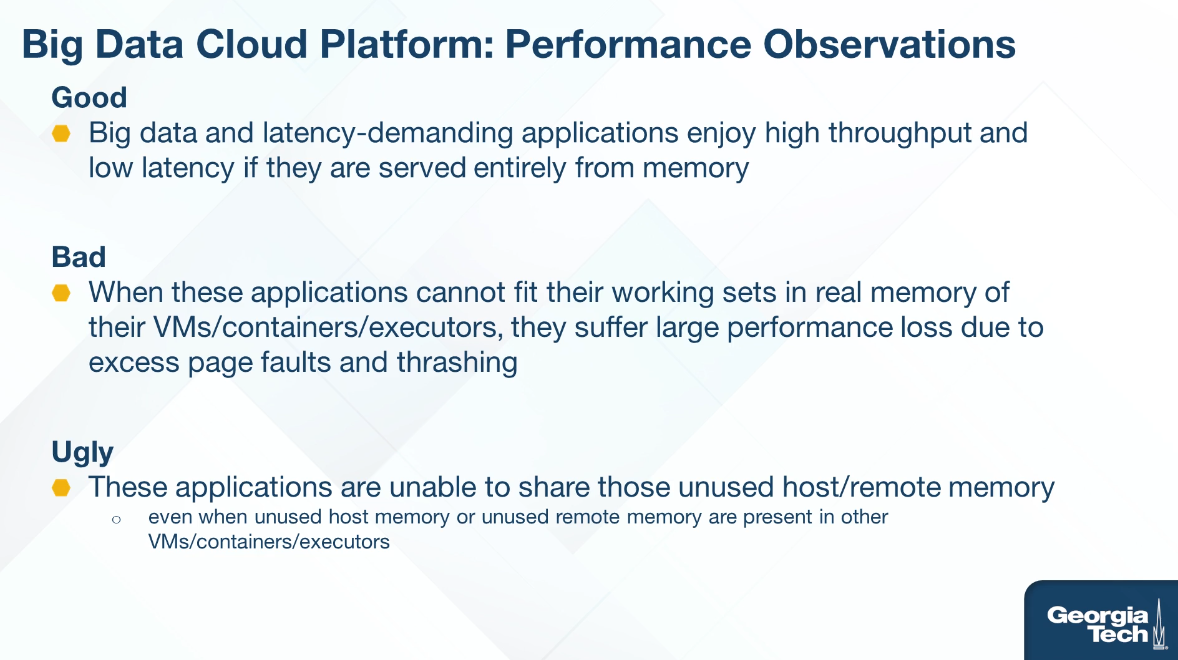 Big Data Cloud Platform: Performance Observations
Good
Big data and latency-demanding applications enjoy high throughput and
low latency if they are served entirely from memory
Bad
When these applications cannot fit their working sets in real memory of
their VMs/containers/executors, they suffer large performance loss due to
excess page faults and thrashing
Ugly
These applications are unable to share those unused host/remote memory
even when unused host memory or unused remote memory are present in other
VMs/containers/executors
Georgia
Tech